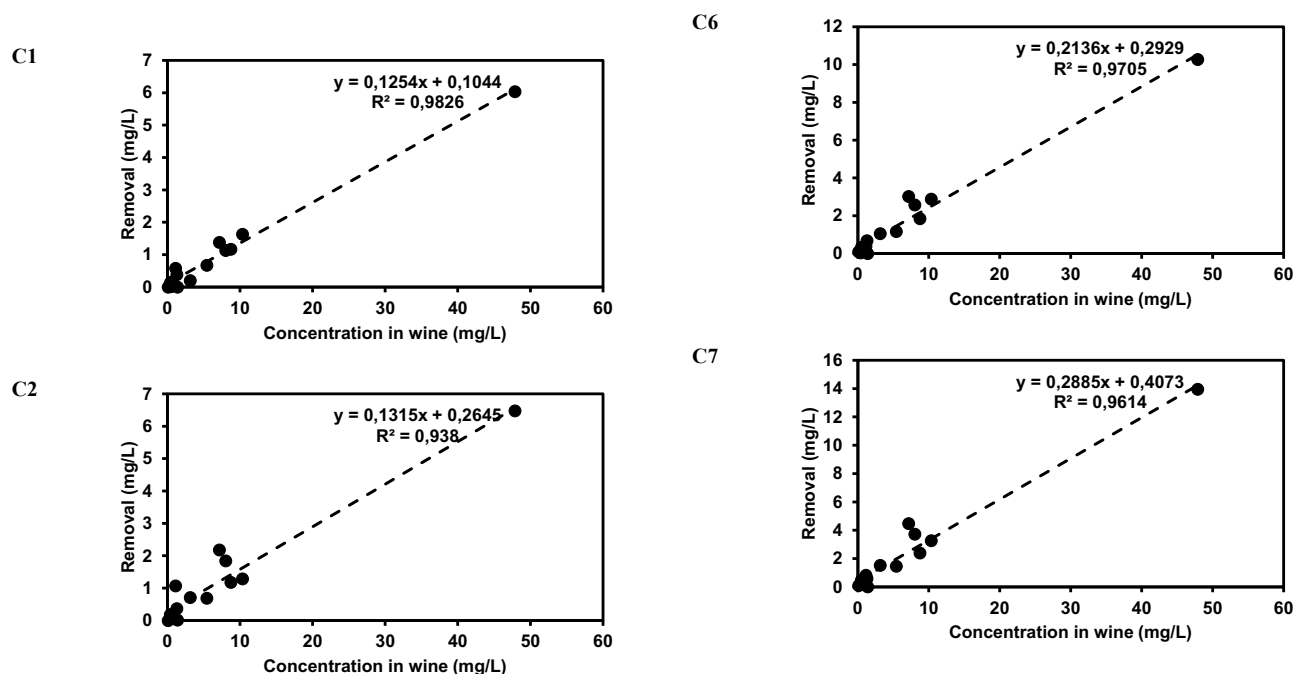 C1
7
6
5
4
3
2
1
0
Removal (mg/L)
y = 0,1254x + 0,1044
R² = 0,9826
0 10 20 30 40 50 60
Concentration in wine (mg/L)
C2
7
6
5
4
3
2
1
0
Removal (mg/L)
y = 0,1315x + 0,2645
R² = 0,938
0 10 20 30 40 50 60
Concentration in wine (mg/L)
C6
12
10
8
6
4
2
0
Removal (mg/L)
y = 0,2136x + 0,2929
R² = 0,9705
0 10 20 30 40 50 60
Concentration in wine (mg/L)
C7
16
14
12
10
8
6
4
2
0
Removal (mg/L)
y = 0,2885x + 0,4073
R² = 0,9614
0 10 20 30 40 50 60
Concentration in wine (mg/L)